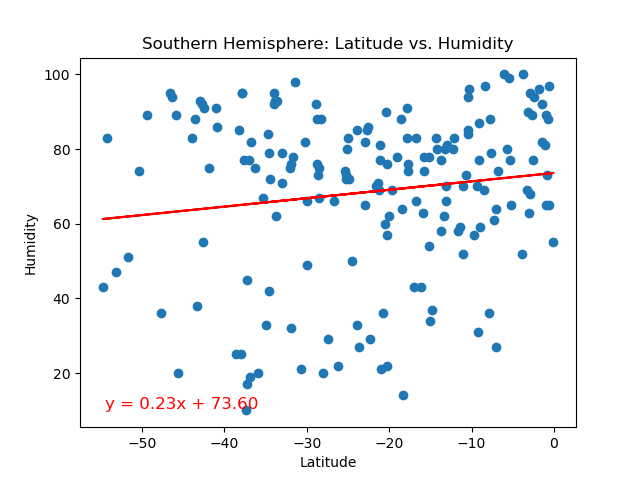 Southern Hemisphere: Latitude vs. Humidity
100
80
60
40
20
Humidity
y = 0.23x + 73.60
−50
−40
−30
−20
−10
0
Latitude